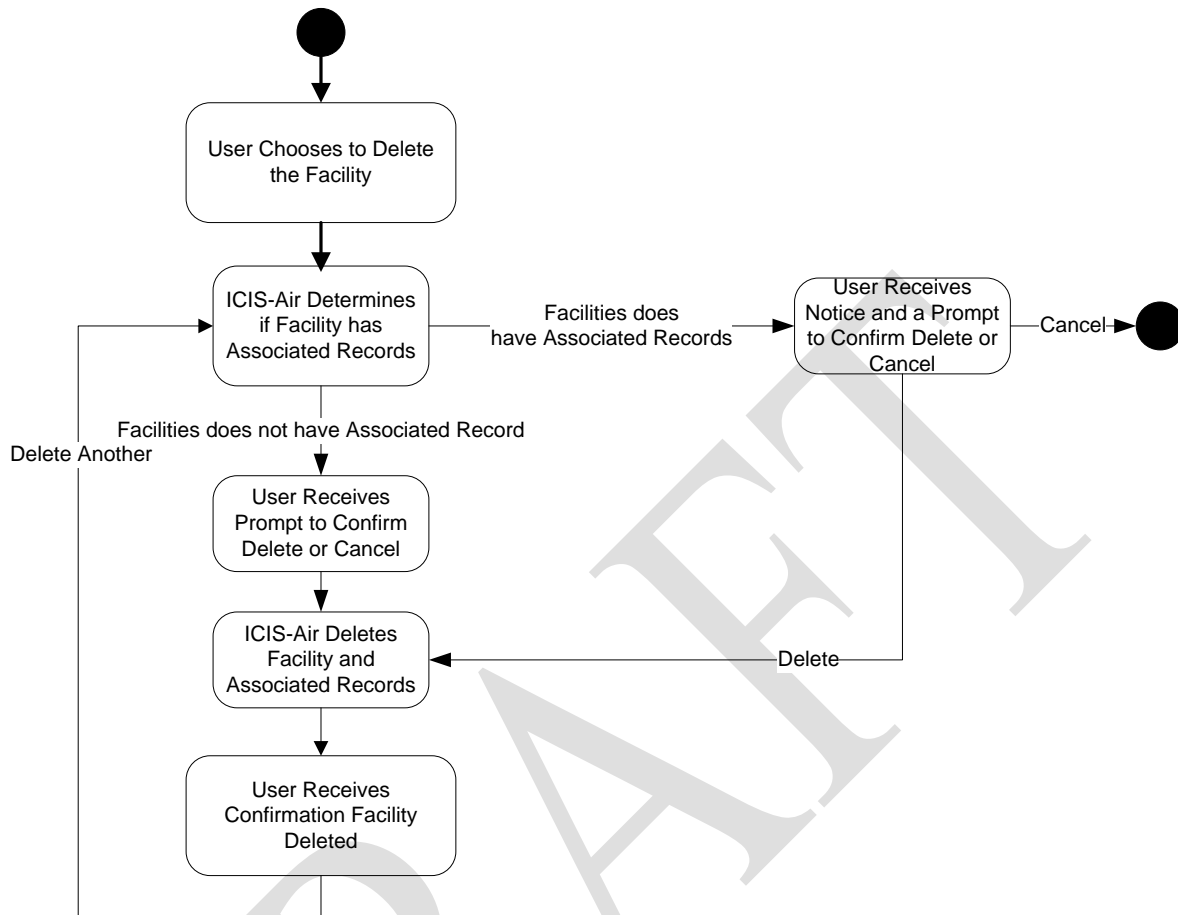 User Chooses to Delete
the Facility
ICIS-Air Determines
if Facility has
Associated Records
Facilities does
have Associated Records
User Receives
Notice and a Prompt
to Confirm Delete or
Cancel
Cancel
Facilities does not have Associated Record
Delete Another
User Receives
Prompt to Confirm
Delete or Cancel
ICIS-Air Deletes
Facility and
Associated Records
Delete
User Receives
Confirmation Facility
Deleted
DRAFT